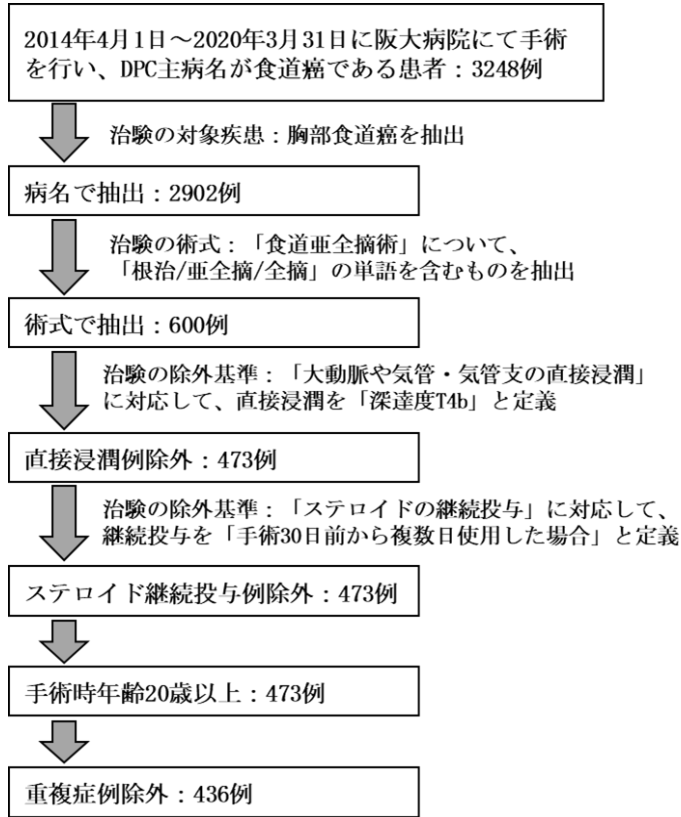 2014年4月1日～2020年3月31日に阪大病院にて手術
を行い、DPC主病名が食道癌である患者：3248例
治験の対象疾患：胸部食道癌を抽出
病名で抽出：2902例
治験の術式：「食道亜全摘術」について、
「根治/亜全摘/全摘」の単語を含むものを抽出
術式で抽出：600例
治験の除外基準：「大動脈や気管・気管支の直接浸潤」
に対応して、直接浸潤を「深達度T4b」と定義
直接浸潤例除外：473例
治験の除外基準：「ステロイドの継続投与」に対応して、
継続投与を「手術30日前から複数日使用した場合」と定義
ステロイド継続投与例除外：473例
手術時年齢20歳以上：473例
重複症例除外：436例